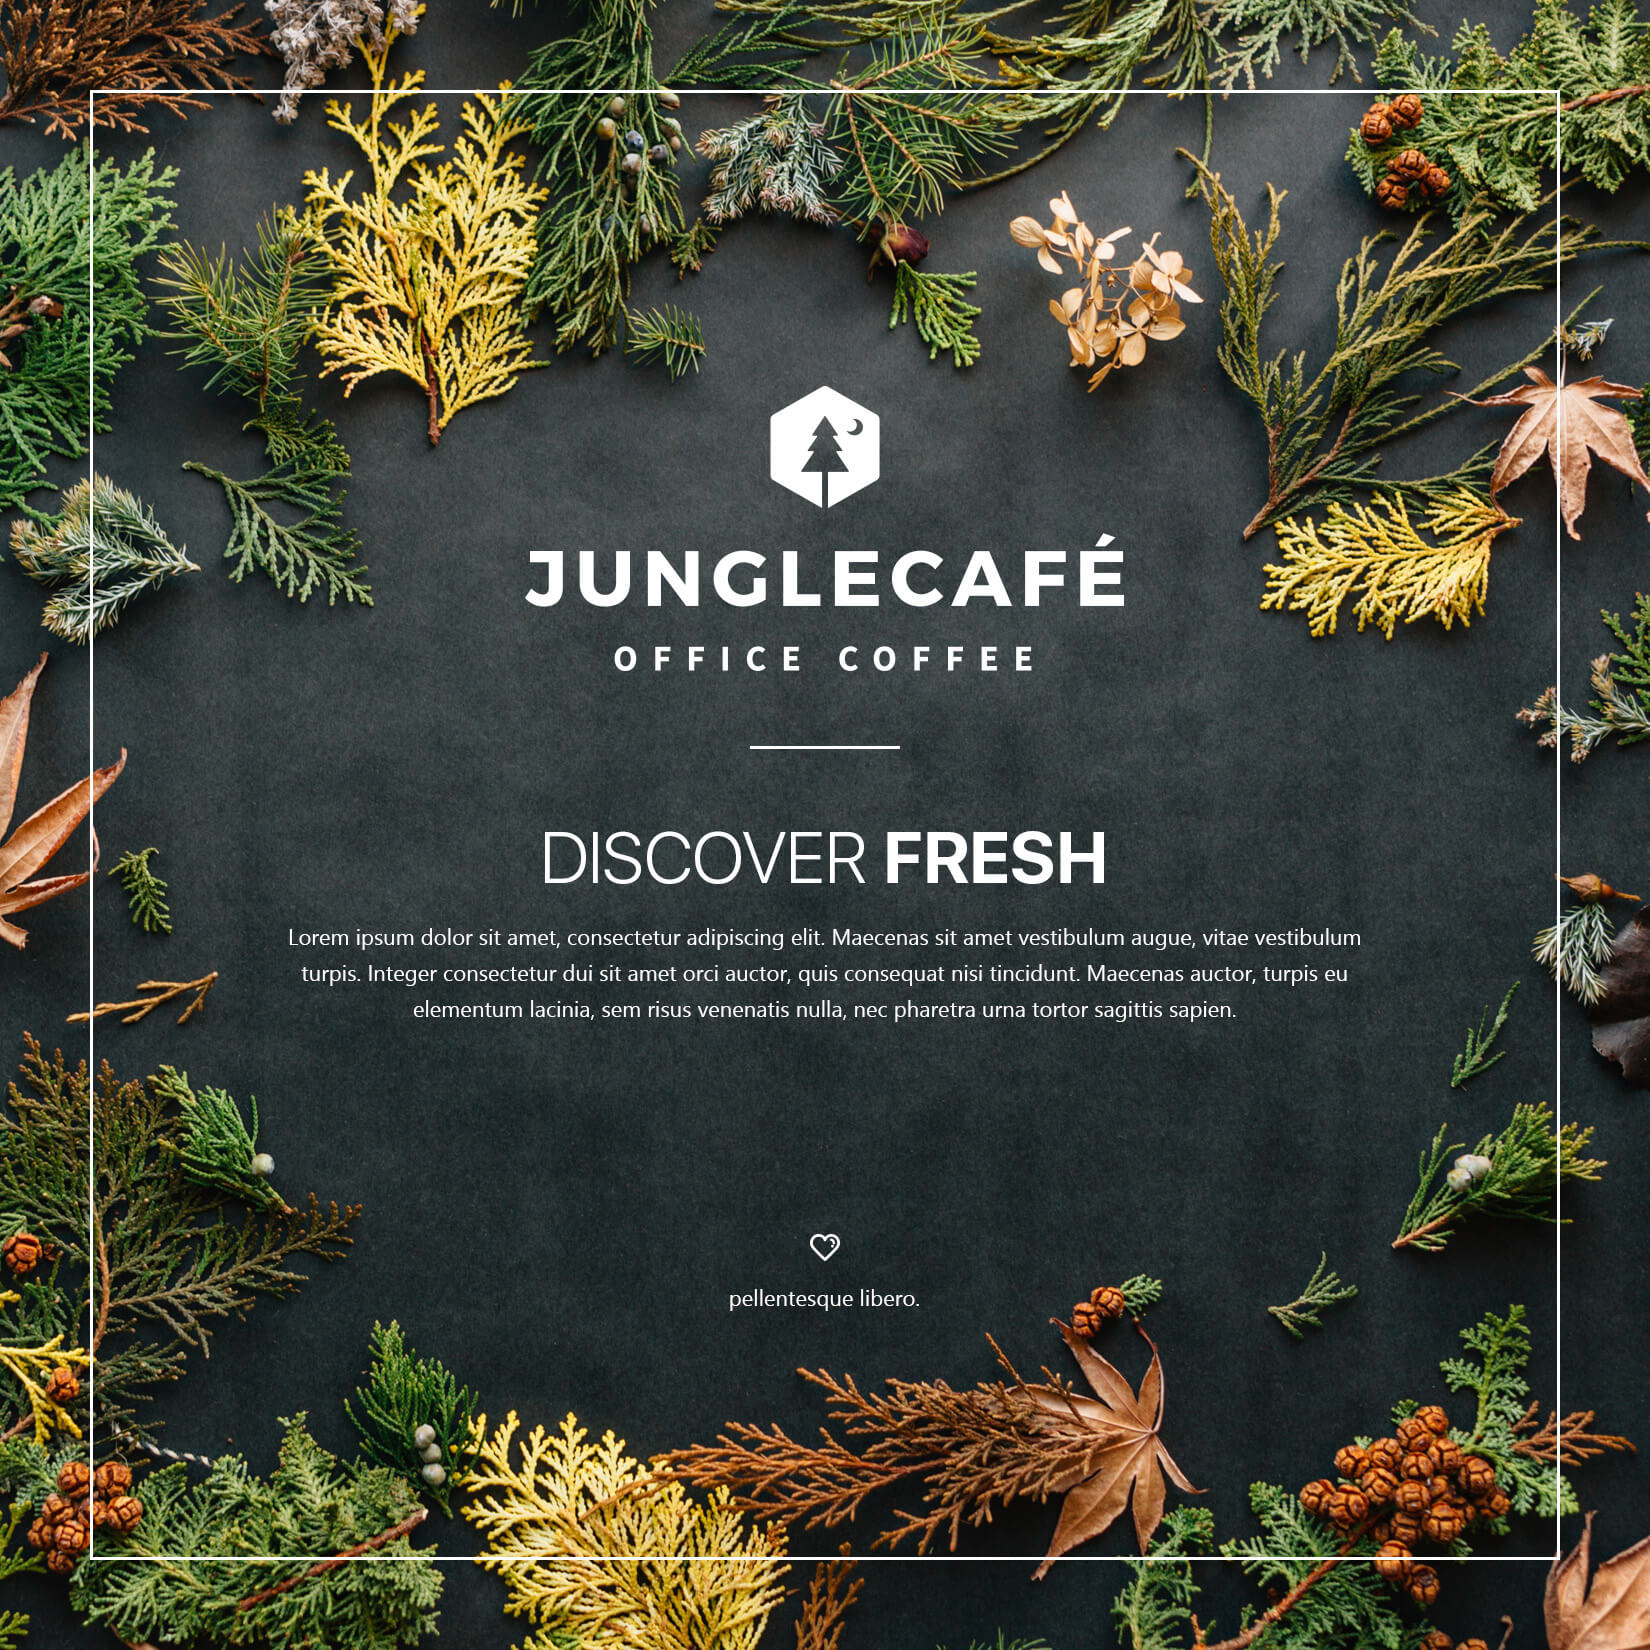 JUNGLECAFÉ
OFFICE COFFEE
DISCOVER FRESH
Lorem ipsum dolor sit amet, consectetur adipiscing elit. Maecenas sit amet vestibulum augue, vitae vestibulum
turpis. Integer consectetur dui sit amet orci auctor, quis consequat nisi tincidunt. Maecenas auctor, turpis eu
elementum lacinia, sem risus venenatis nulla, nec pharetra urna tortor sagittis sapien.
pellentesque libero.